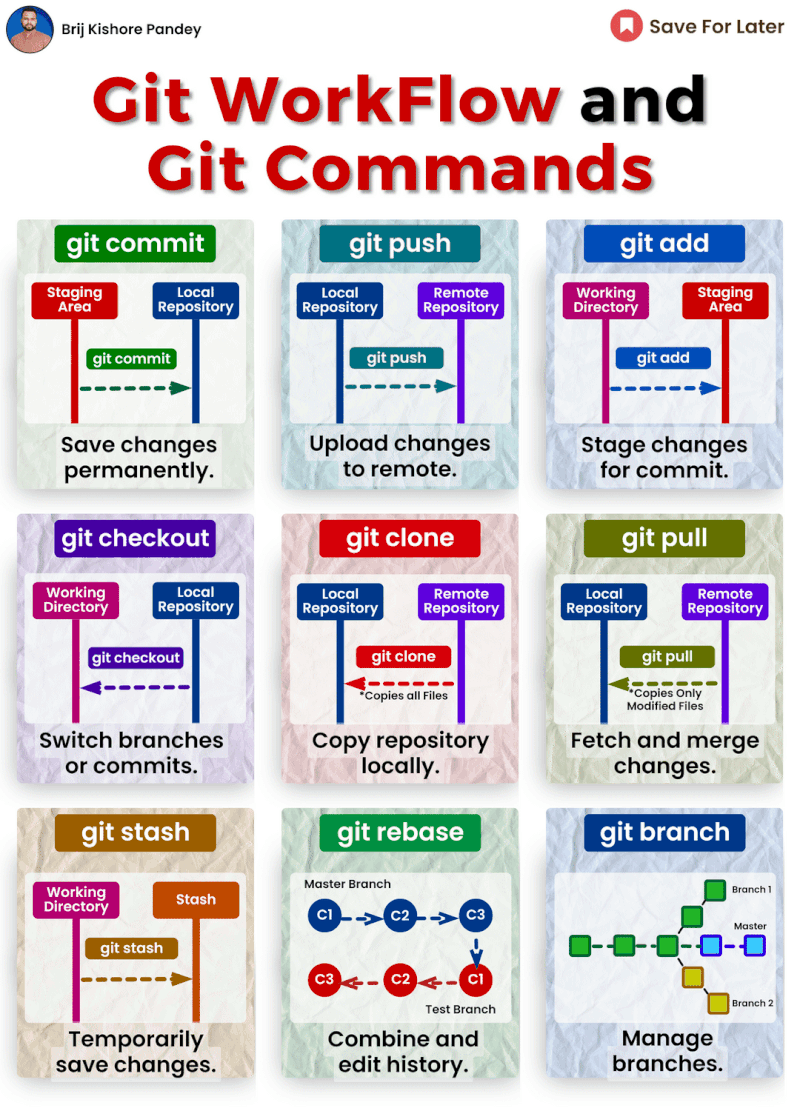 Brij Kishore Pandey
Save For Later
Git WorkFlow and
Git Commands
git commit
Staging
Area
Local
Repository
git commit
Save changes
permanently.
git push
Local
Repository
Remote
Repository
git push
Upload changes
to remote.
git add
Working
Directory
Staging
Area
git add
Stage changes
for commit.
git checkout
Working
Directory
Local
Repository
git checkout
Switch branches
or commits.
git clone
Local
Repository
Remote
Repository
git clone
*Copies all Files
Copy repository
locally.
git pull
Local
Repository
Remote
Repository
git pull
*Copies Only
Modified Files
Fetch and merge
changes.
git stash
Working
Directory
Stash
git stash
Temporarily
save changes.
git rebase
Master Branch
C1 C2 C3
C3 C2 C1
Test Branch
Combine and
edit history.
git branch
Branch 1
Master
Branch 2
Manage
branches.